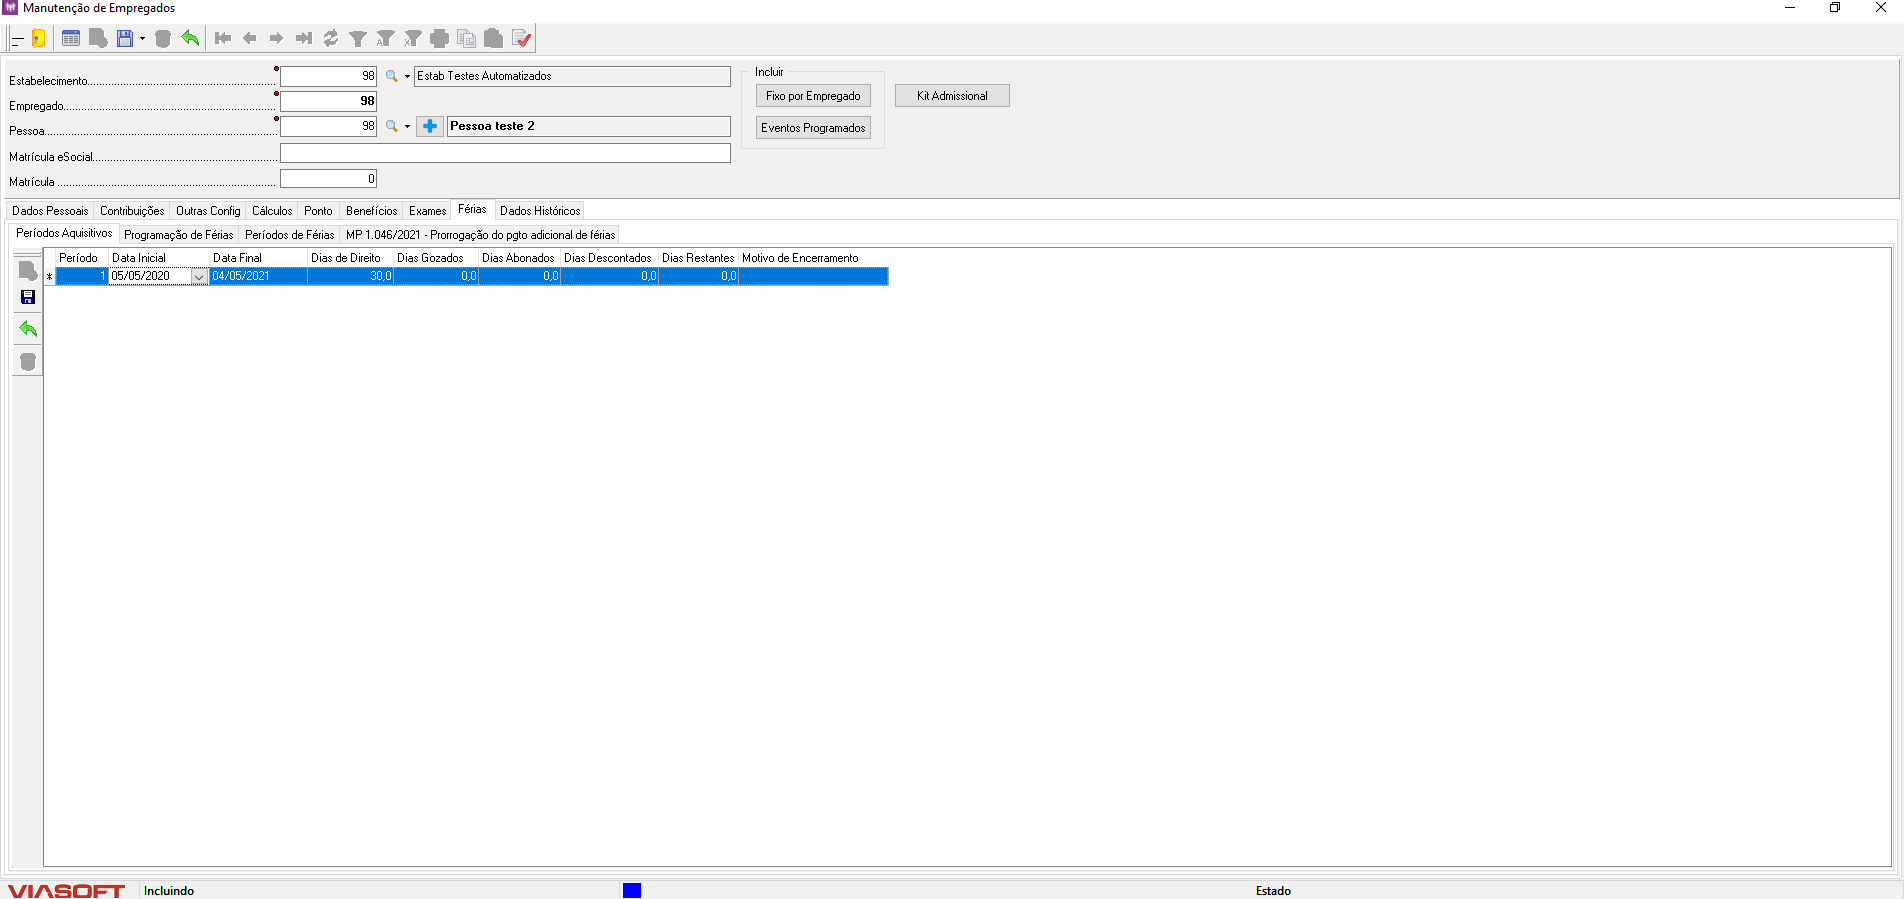 Manutenção de Empregados
Estabelecimento 98 Estab Testes Automatizados
Empregado 98
Pessoa 98 Pessoa teste 2
Matrícula eSocial
Matrícula 0
Incluir
Fixo por Empregado
Eventos Programados
Kit Admissional
Dados Pessoais Contribuições Outras Config Cálculos Ponto Benefícios Exames Férias Dados Históricos
Períodos Aquisitivos Programação de Férias Períodos de Férias MP 1.046/2021 - Prorrogação do pgto adicional de férias
Período Data Inicial Data Final Dias de Direito Dias Gozados Dias Abonados Dias Descontados Dias Restantes Motivo de Encerramento
* 1 05/05/2020 04/05/2021 30,0 0,0 0,0 0,0 0,0
VIASOFT Incluindo Estado